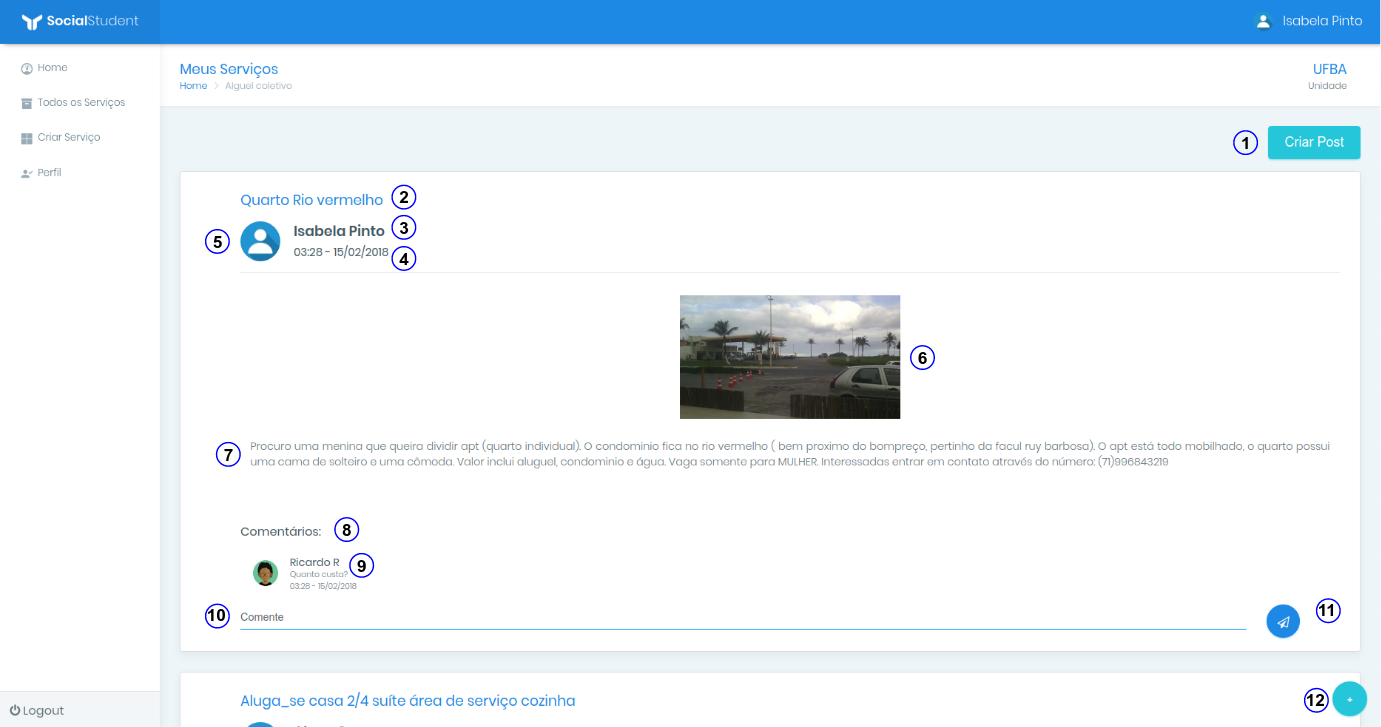 SocialStudent
Isabela Pinto
Home
Todos os Serviços
Criar Serviço
Perfil
Logout
Meus Serviços
Home > Alguel coletivo
UFBA
Unidade
1
Criar Post
Quarto Rio vermelho 2
5
Isabela Pinto 3
03:28 - 15/02/2018 4
6
7
Procuro uma menina que queira dividir apt (quarto individual). O condominio fica no rio vermelho ( bem proximo do bompreço, pertinho da facul ruy barbosa). O apt está todo mobilhado, o quarto possui
uma cama de solteiro e uma cômoda. Valor inclui aluguel, condominio e água. Vaga somente para MULHER. Interessadas entrar em contato através do número: (71)996843219
Comentários: 8
Ricardo R 9
Quanto custa?
03:28 - 15/02/2018
10 Comente
11
Aluga_se casa 2/4 suíte área de serviço cozinha
12 +